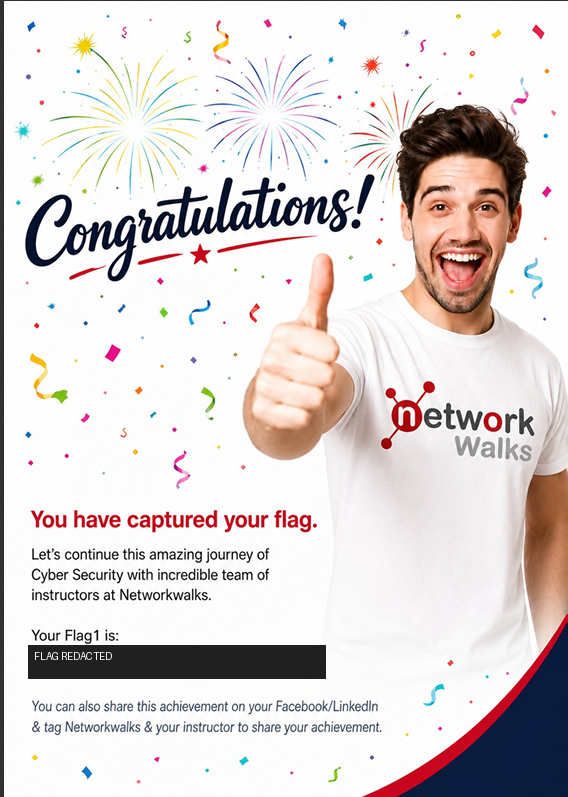 Congratulations!
network
Walks
You have captured your flag.
Let's continue this amazing journey of
Cyber Security with incredible team of
instructors at Networkwalks.
Your Flag1 is:
FLAG REDACTED
You can also share this achievement on your Facebook/LinkedIn
& tag Networkwalks & your instructor to share your achievement.